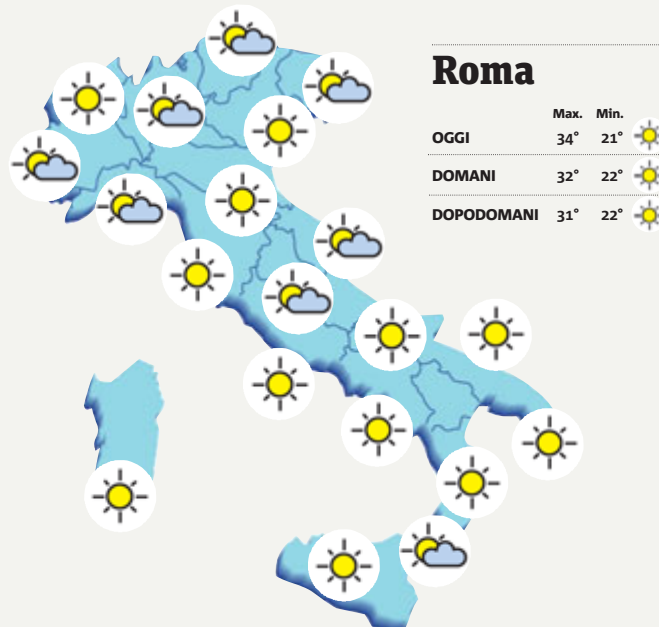 Roma
Max. Min.
OGGI 34° 21°
DOMANI 32° 22°
DOPODOMANI 31° 22°